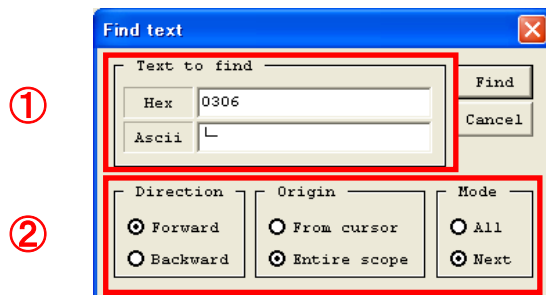 Find text
Text to find
①
Hex 0306
Find
Ascii └
Cancel
②
Direction Origin Mode
Forward From cursor All
Backward Entire scope Next